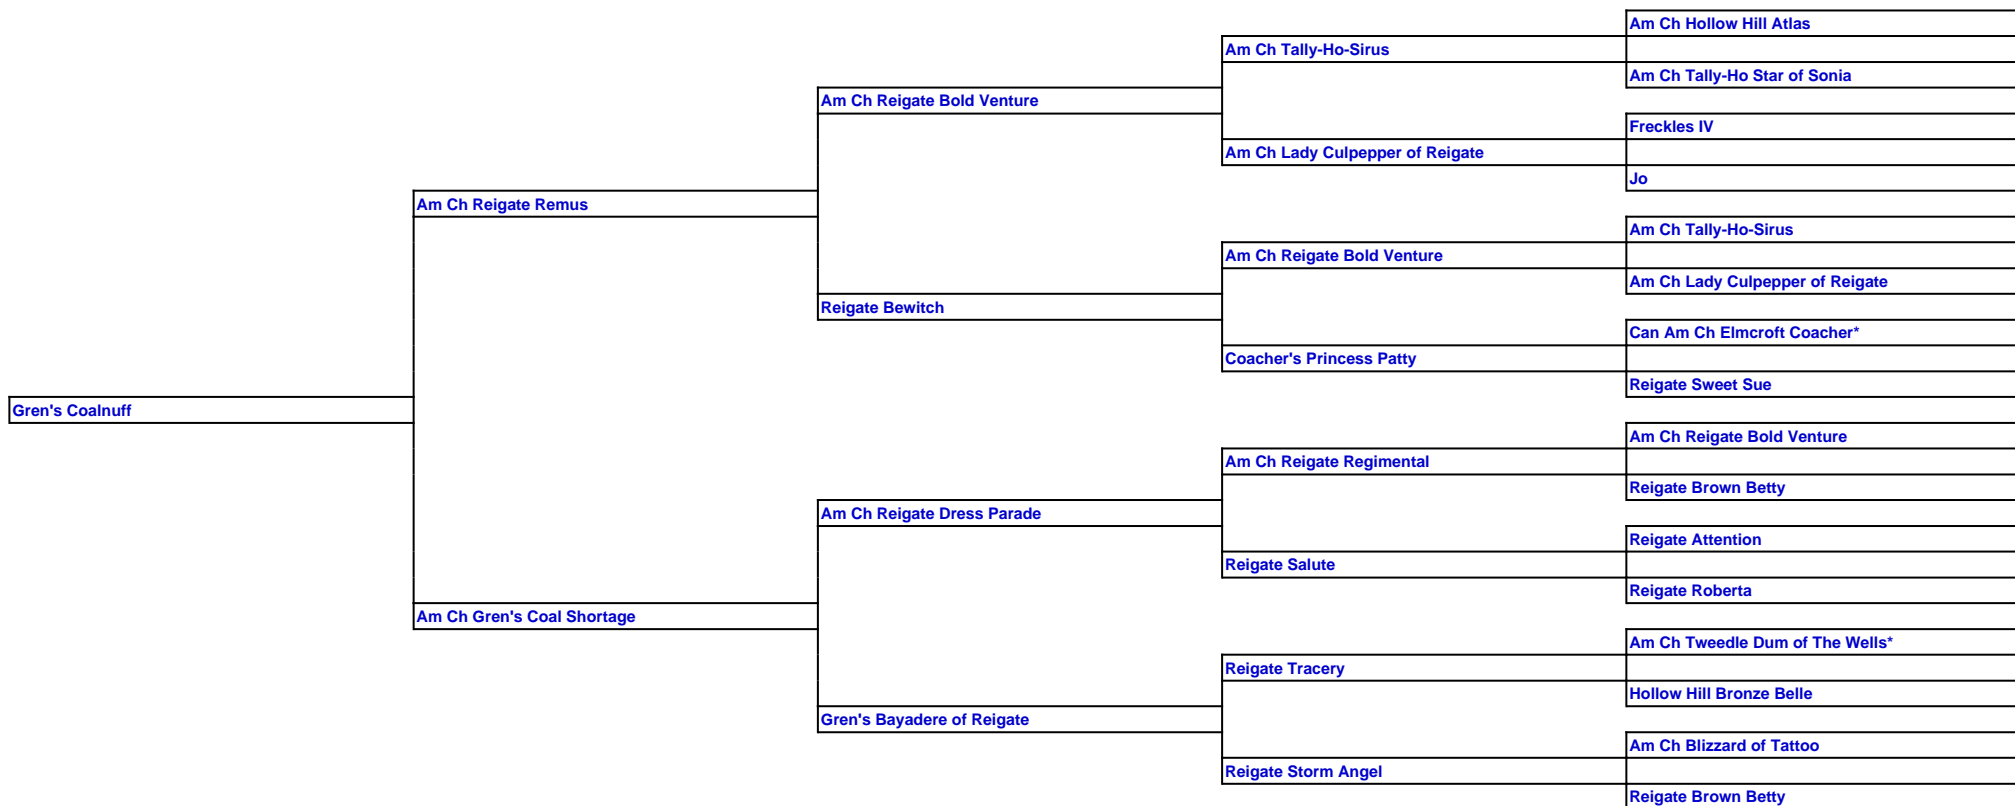 Am Ch Hollow Hill Atlas
Am Ch Tally-Ho-Sirus
Am Ch Tally-Ho Star of Sonia
Am Ch Reigate Bold Venture
Freckles IV
Am Ch Lady Culpepper of Reigate
Jo
Am Ch Reigate Remus
Am Ch Tally-Ho-Sirus
Am Ch Reigate Bold Venture
Am Ch Lady Culpepper of Reigate
Reigate Bewitch
Can Am Ch Elmcroft Coacher*
Coacher's Princess Patty
Reigate Sweet Sue
Gren's Coalnuff
Am Ch Reigate Bold Venture
Am Ch Reigate Regimental
Reigate Brown Betty
Am Ch Reigate Dress Parade
Reigate Attention
Reigate Salute
Reigate Roberta
Am Ch Gren's Coal Shortage
Am Ch Tweedle Dum of The Wells*
Reigate Tracery
Hollow Hill Bronze Belle
Gren's Bayadere of Reigate
Am Ch Blizzard of Tattoo
Reigate Storm Angel
Reigate Brown Betty